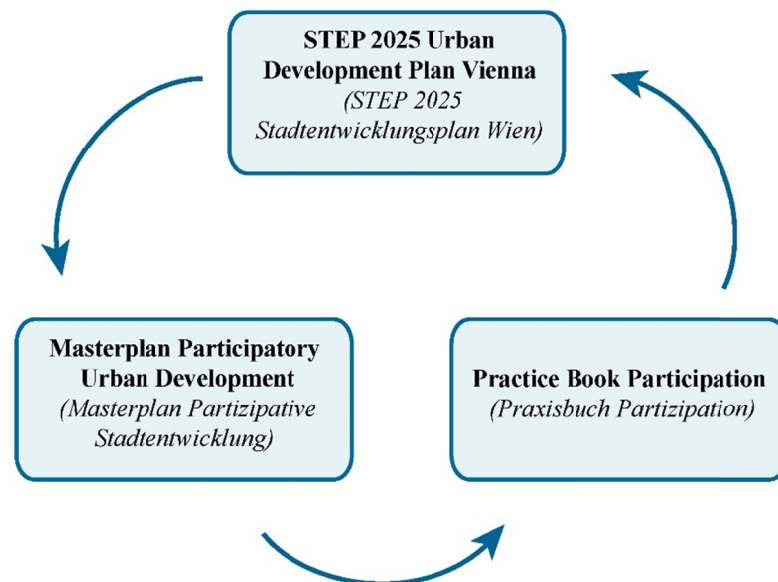 STEP 2025 Urban
Development Plan Vienna
(STEP 2025
Stadtentwicklungsplan Wien)
Masterplan Participatory
Urban Development
(Masterplan Partizipative
Stadtentwicklung)
Practice Book Participation
(Praxisbuch Partizipation)